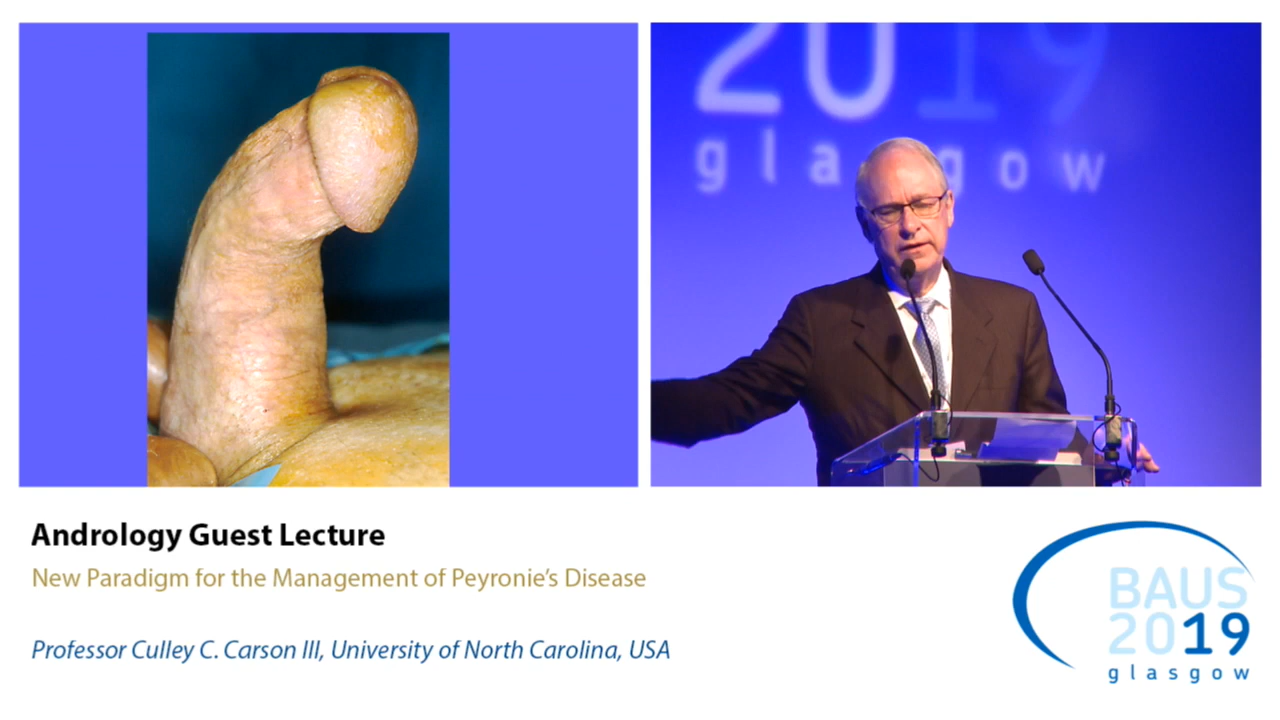 2019
glasgow
Andrology Guest Lecture
New Paradigm for the Management of Peyronie's Disease
Professor Culley C. Carson III, University of North Carolina, USA
BAUS
2019
glasgow